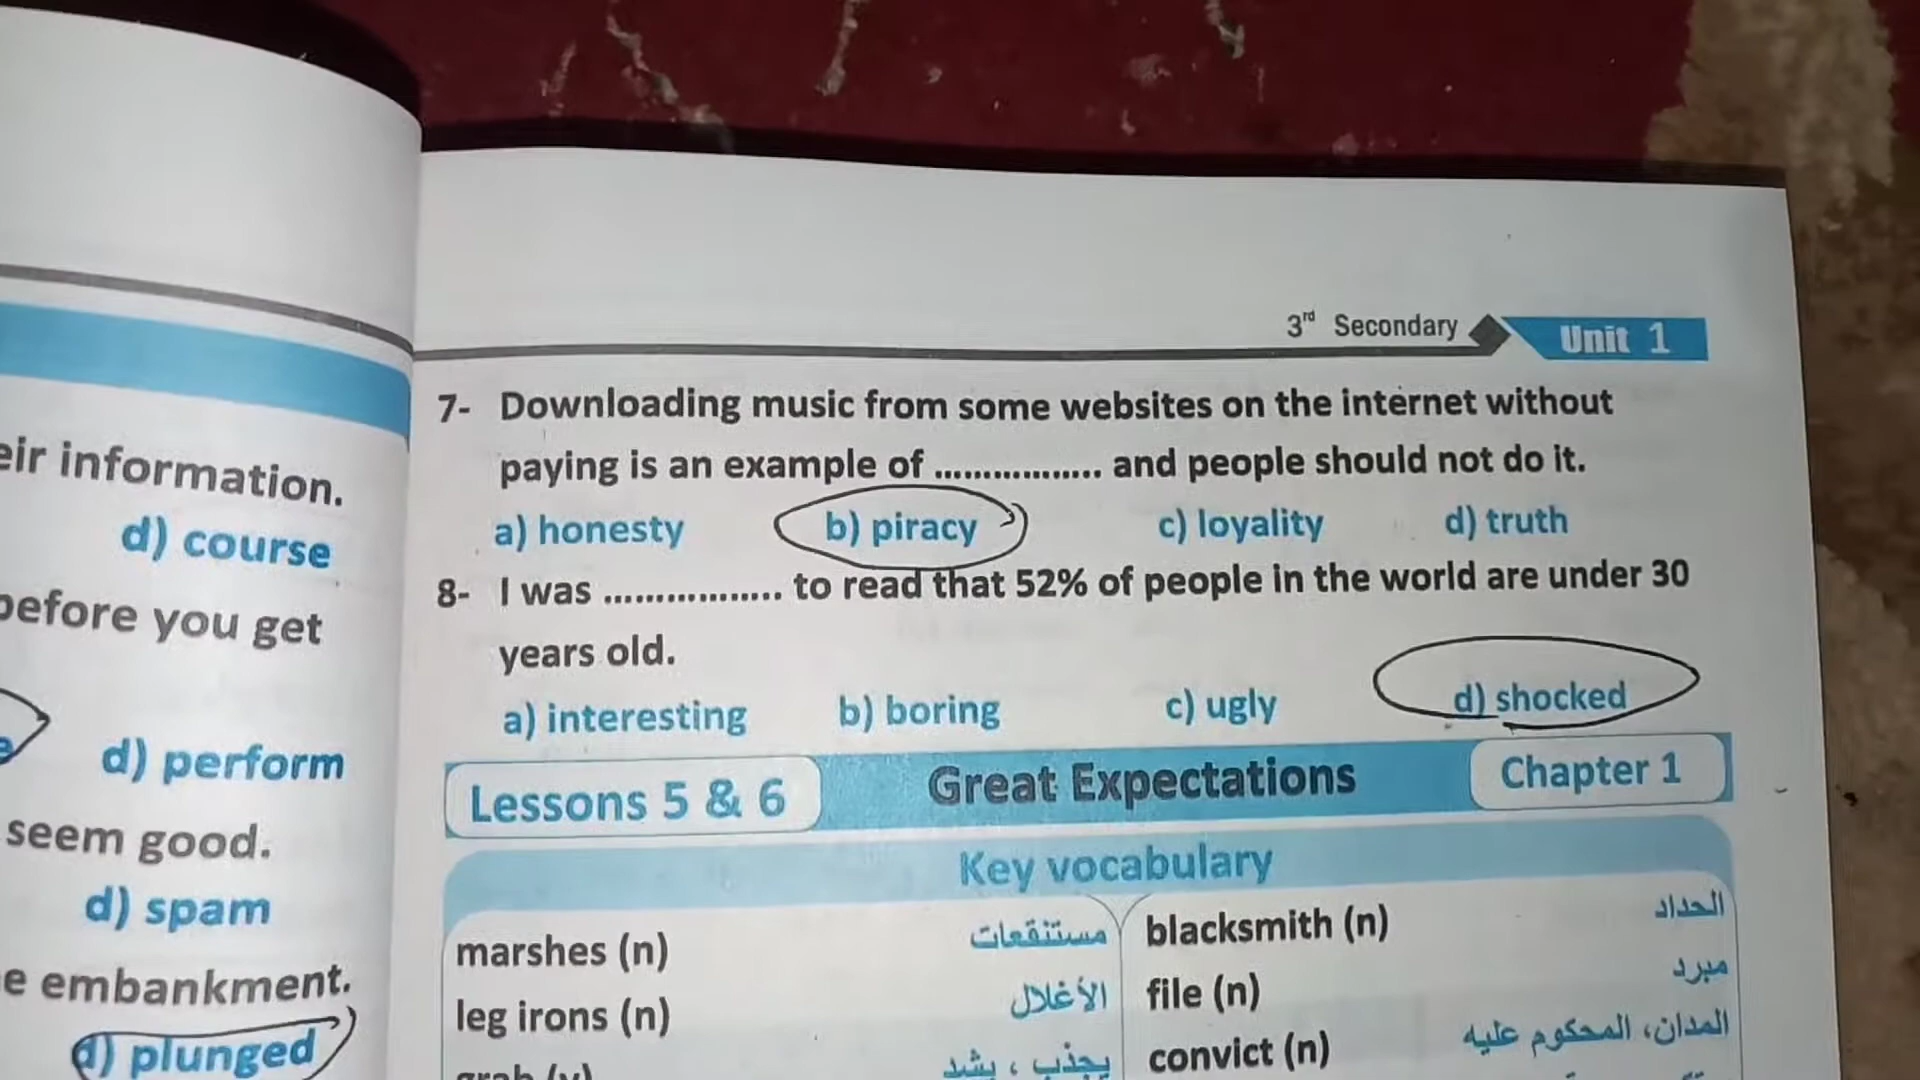 eir information.
d) course
before you get
d) perform
seem good.
d) spam
e embankment.
d) plunged
3rd Secondary Unit 1
7- Downloading music from some websites on the internet without
paying is an example of ................. and people should not do it.
a) honesty b) piracy c) loyality d) truth
8- I was ................. to read that 52% of people in the world are under 30
years old.
a) interesting b) boring c) ugly d) shocked
Lessons 5 & 6 Great Expectations Chapter 1
Key vocabulary
marshes (n) مستنقعات blacksmith (n) الحداد
leg irons (n) الأغلال file (n) مبرد
grab (v) يجذب ، يشد convict (n) المدان، المحكوم عليه